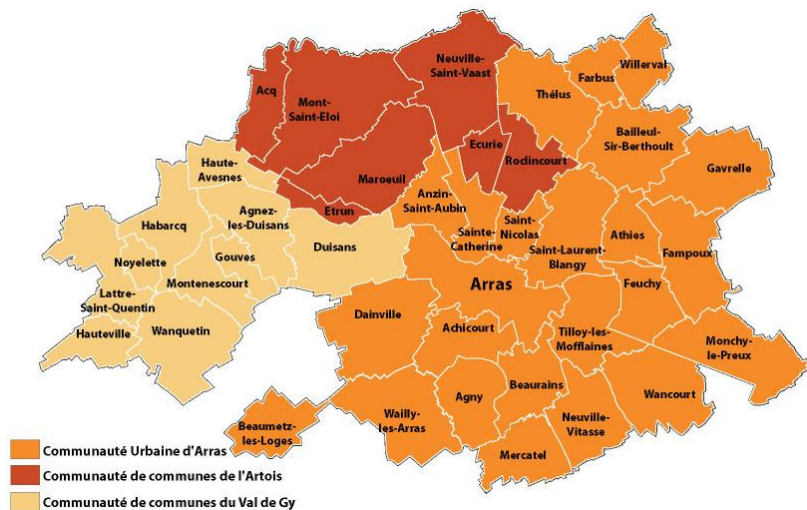 Neuville-
Saint-Vaast
Willerval
Farbus
Thélus
Acq
Mont-
Saint-Eloi
Bailleul-
Sir-Berthoult
Ecurie
Roclincourt
Gavrelle
Haute-
Avesnes
Maroeuil
Anzin-
Saint-Aubin
Etrun
Agnez-
les-Duisans
Habarcq
Sainte-
Catherine
Saint-
Nicolas
Athies
Duisans
Saint-Laurent-
Blangy
Fampoux
Noyelette
Gouves
Montenescourt
Arras
Feuchy
Lattre-
Saint-Quentin
Dainville
Achicourt
Tilloy-les-
Mofflaines
Monchy-
le-Preux
Hauteville
Wanquetin
Beaurains
Wancourt
Agny
Wailly-
les-Arras
Neuville-
Vitasse
Beaumetz-
les-Loges
Mercatel
Communauté Urbaine d'Arras
Communauté de communes de l'Artois
Communauté de communes du Val de Gy